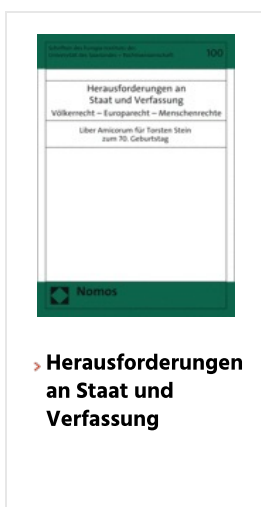 Schriften des Europa-Instituts der
Universität des Saarlandes – Rechtswissenschaft
100
Herausforderungen an
Staat und Verfassung
Völkerrecht – Europarecht – Menschenrechte
Liber Amicorum für Torsten Stein
zum 70. Geburtstag
Nomos
Herausforderungen
an Staat und
Verfassung